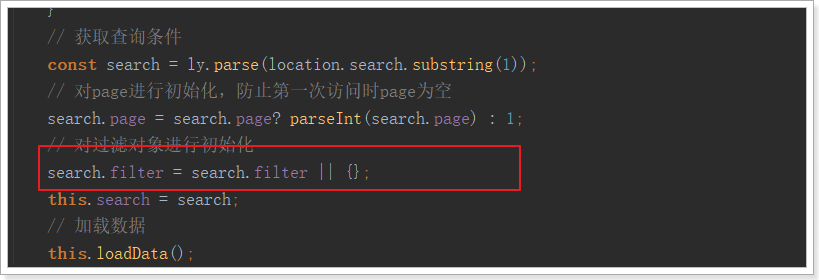 }
// 获取查询条件
const search = ly.parse(location.search.substring(1));
// 对page进行初始化，防止第一次访问时page为空
search.page = search.page? parseInt(search.page) : 1;
// 对过滤对象进行初始化
search.filter = search.filter || {};
this.search = search;
// 加载数据
this.loadData();